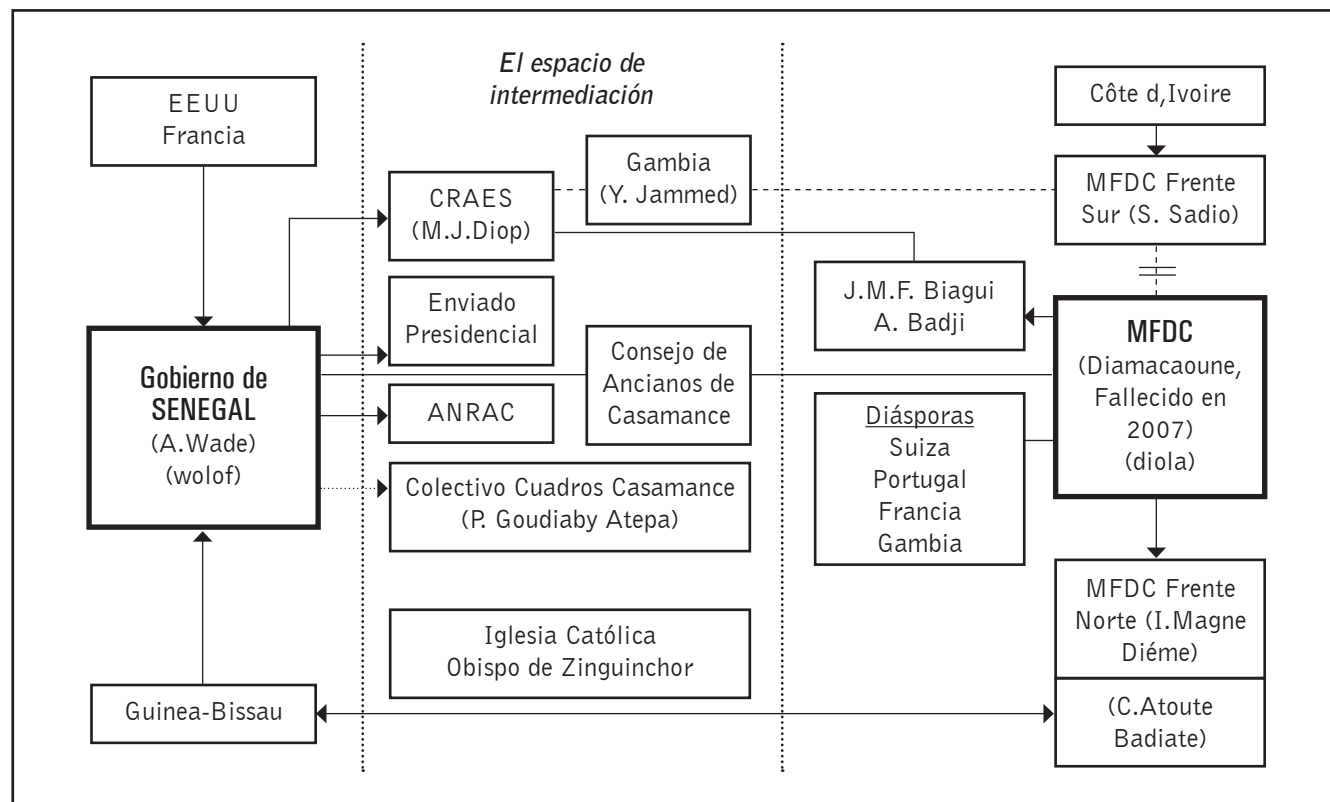 EEUU
Francia
Gobierno de
SENEGAL
(A.Wade)
(wolof)
Guinea-Bissau
El espacio de
intermediación
CRAES
(M.J.Diop)
Gambia
(Y. Jammed)
Enviado
Presidencial
Consejo de
Ancianos de
Casamance
ANRAC
Colectivo Cuadros Casamance
(P. Goudiaby Atepa)
Iglesia Católica
Obispo de Zinguinchor
Côte d,Ivoire
MFDC Frente
Sur (S. Sadio)
J.M.F. Biagui
A. Badji
MFDC
(Diamacaoune,
Fallecido en
2007)
(diola)
Diásporas
Suiza
Portugal
Francia
Gambia
MFDC Frente
Norte (I.Magne
Diéme)
(C.Atoute
Badiate)